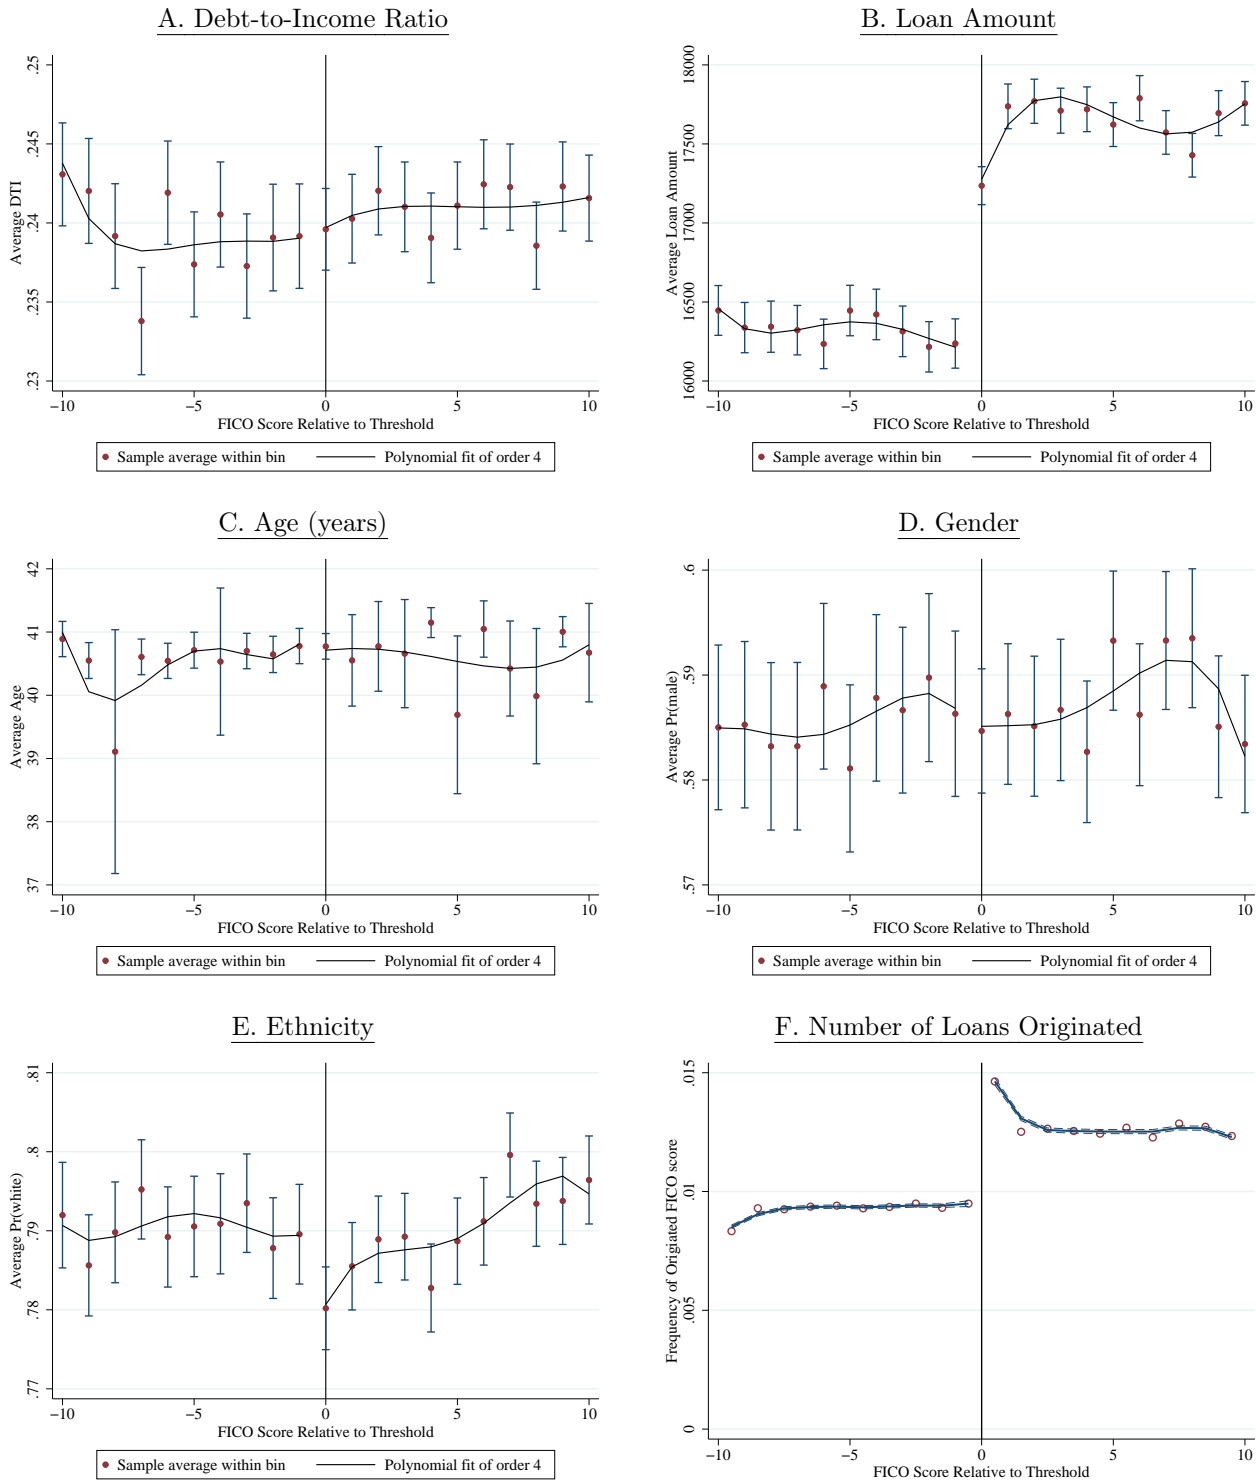 A. Debt-to-Income Ratio
.25
.245
.24
.235
.23
Average DTI
−10
−5
0
5
10
FICO Score Relative to Threshold
Sample average within bin
Polynomial fit of order 4
B. Loan Amount
18000
17500
17000
16500
16000
Average Loan Amount
−10
−5
0
5
10
FICO Score Relative to Threshold
Sample average within bin
Polynomial fit of order 4
C. Age (years)
42
41
40
39
38
37
Average Age
−10
−5
0
5
10
FICO Score Relative to Threshold
Sample average within bin
Polynomial fit of order 4
D. Gender
.6
.59
.58
.57
Average Pr(male)
−10
−5
0
5
10
FICO Score Relative to Threshold
Sample average within bin
Polynomial fit of order 4
E. Ethnicity
.81
.8
.79
.78
.77
Average Pr(white)
−10
−5
0
5
10
FICO Score Relative to Threshold
Sample average within bin
Polynomial fit of order 4
F. Number of Loans Originated
.015
.01
.005
0
Frequency of Origiated FICO score
−10
−5
0
5
10
FICO Score Relative to Threshold